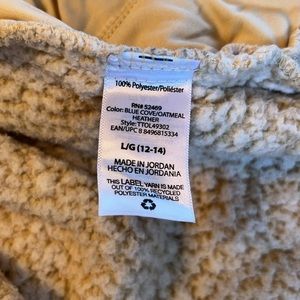 100% Polyester/Poliéster
RN# 52469
Color: BLUE COVE/OATMEAL
HEATHER
Style: TTOL49302
EAN/UPC 8 8496815334
L/G (12-14)
MADE IN JORDAN
HECHO EN JORDANIA
THIS LABEL YARN IS MADE
OUT OF 100% RECYCLED
POLYESTER MATERIALS